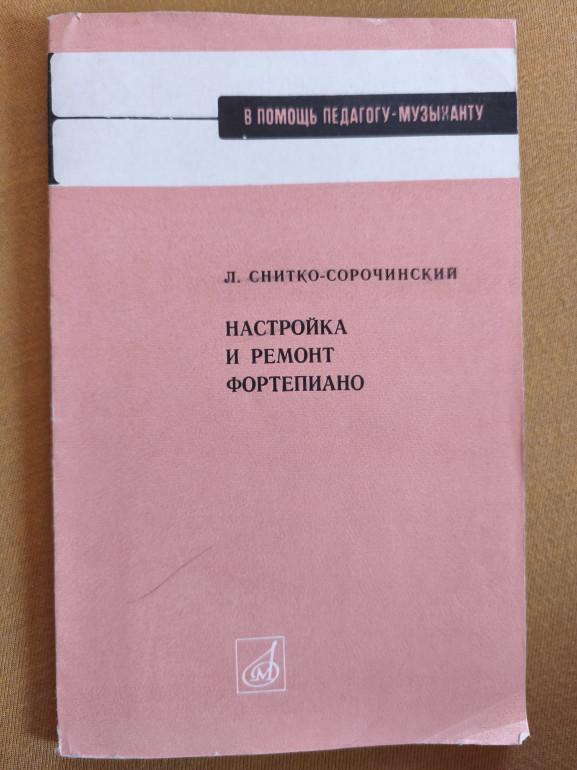 В ПОМОЩЬ ПЕДАГОГУ-МУЗЫКАНТУ
Л. СНИТКО-СОРОЧИНСКИЙ
НАСТРОЙКА
И РЕМОНТ
ФОРТЕПИАНО
М